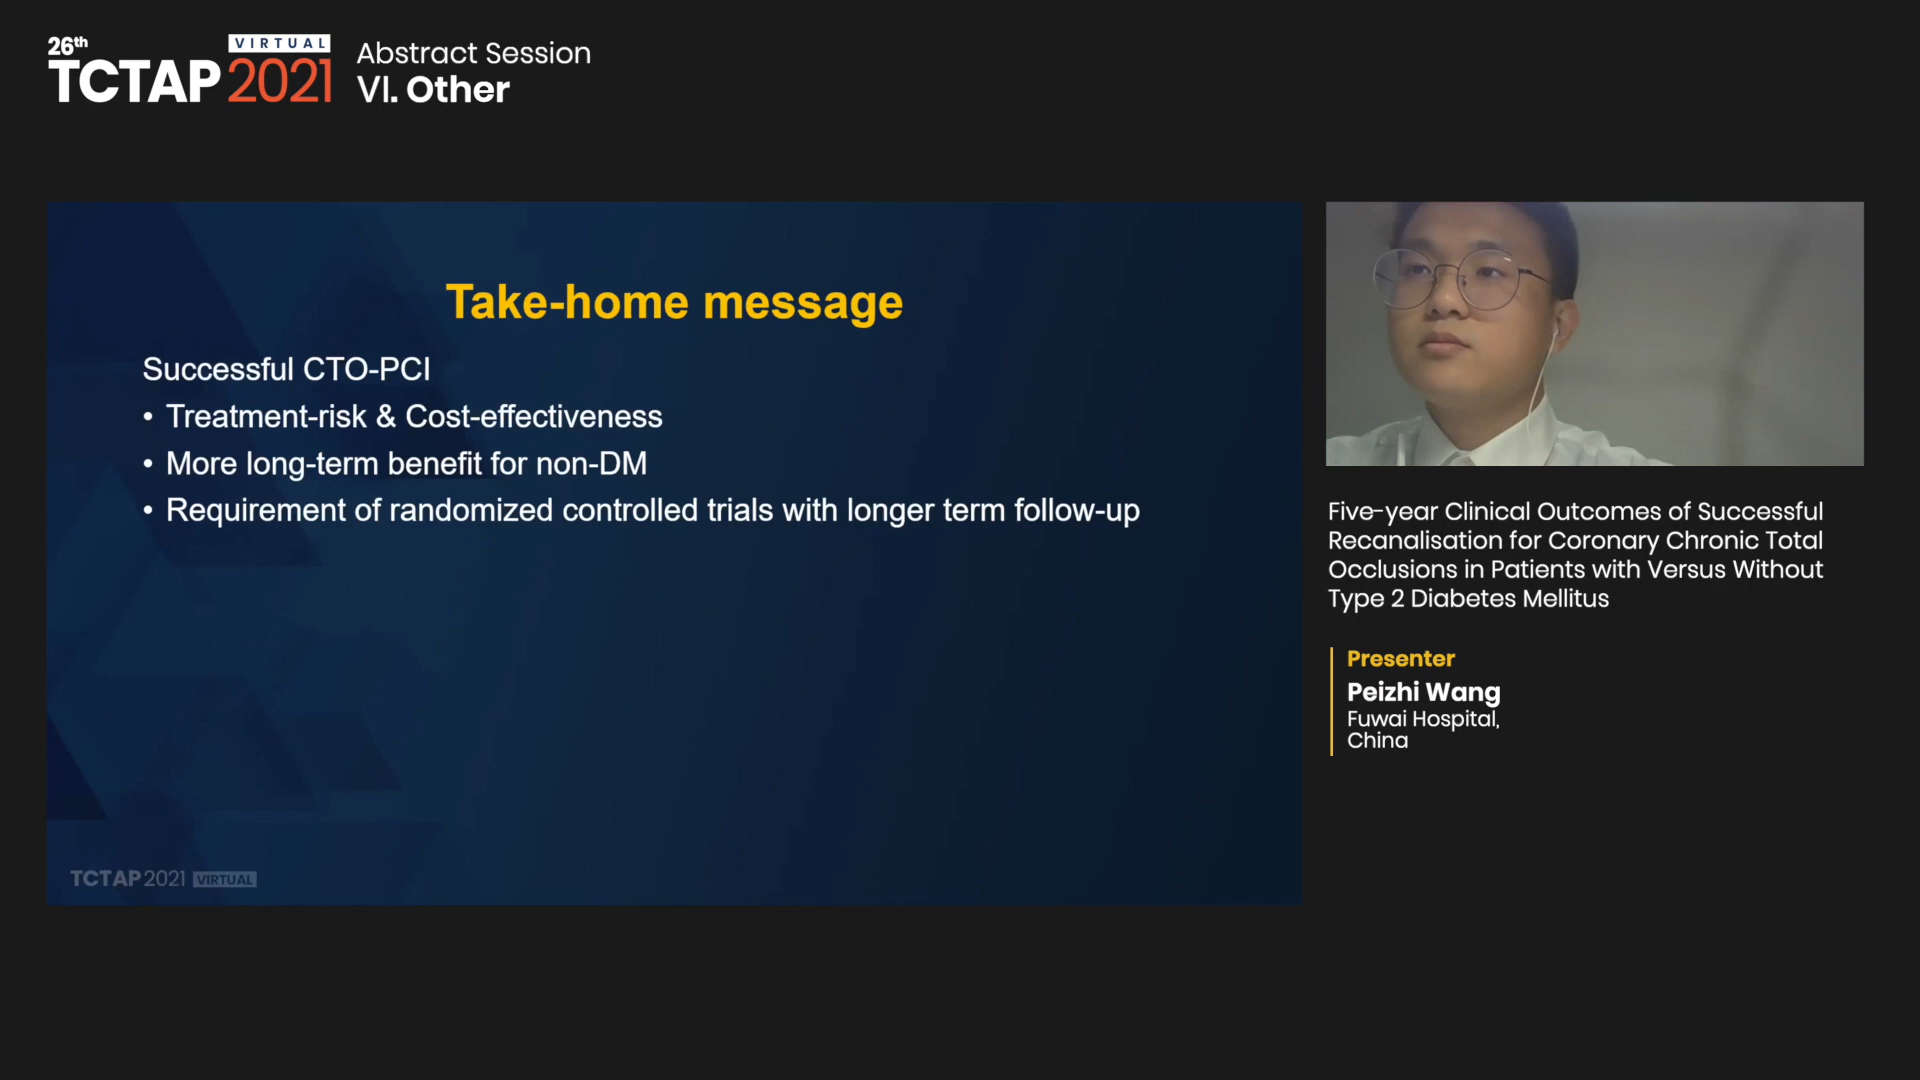 26th
VIRTUAL
TCTAP 2021
Abstract Session
VI. Other
Take-home message
Successful CTO-PCI
• Treatment-risk & Cost-effectiveness
• More long-term benefit for non-DM
• Requirement of randomized controlled trials with longer term follow-up
TCTAP 2021 VIRTUAL
Five-year Clinical Outcomes of Successful
Recanalisation for Coronary Chronic Total
Occlusions in Patients with Versus Without
Type 2 Diabetes Mellitus
Presenter
Peizhi Wang
Fuwai Hospital,
China